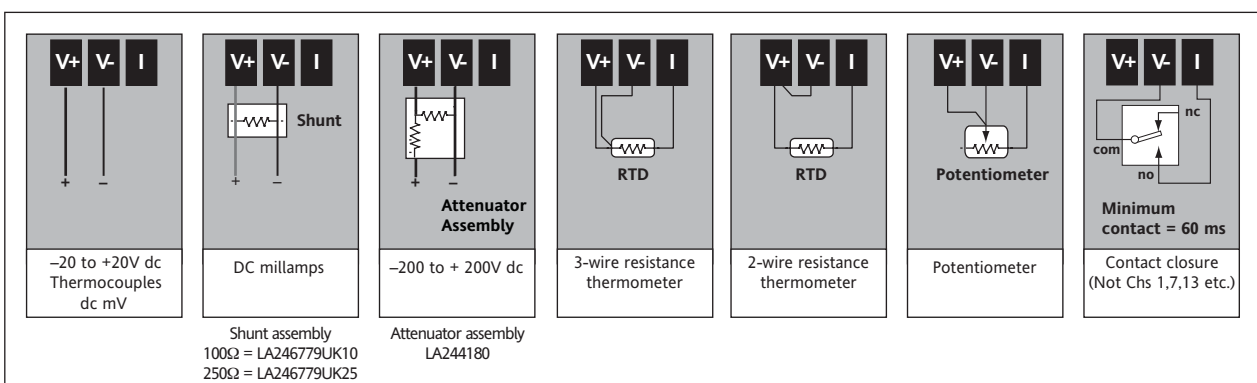 V+ V- I
+ –
–20 to +20V dc
Thermocouples
dc mV
V+ V- I
Shunt
+ –
DC millamps
Shunt assembly
100Ω = LA246779UK10
250Ω = LA246779UK25
V+ V- I
+ –
Attenuator
Assembly
–200 to + 200V dc
Attenuator assembly
LA244180
V+ V- I
RTD
3-wire resistance
thermometer
V+ V- I
RTD
2-wire resistance
thermometer
V+ V- I
Potentiometer
Potentiometer
V+ V- I
nc
com
no
Minimum
contact = 60 ms
Contact closure
(Not Chs 1,7,13 etc.)